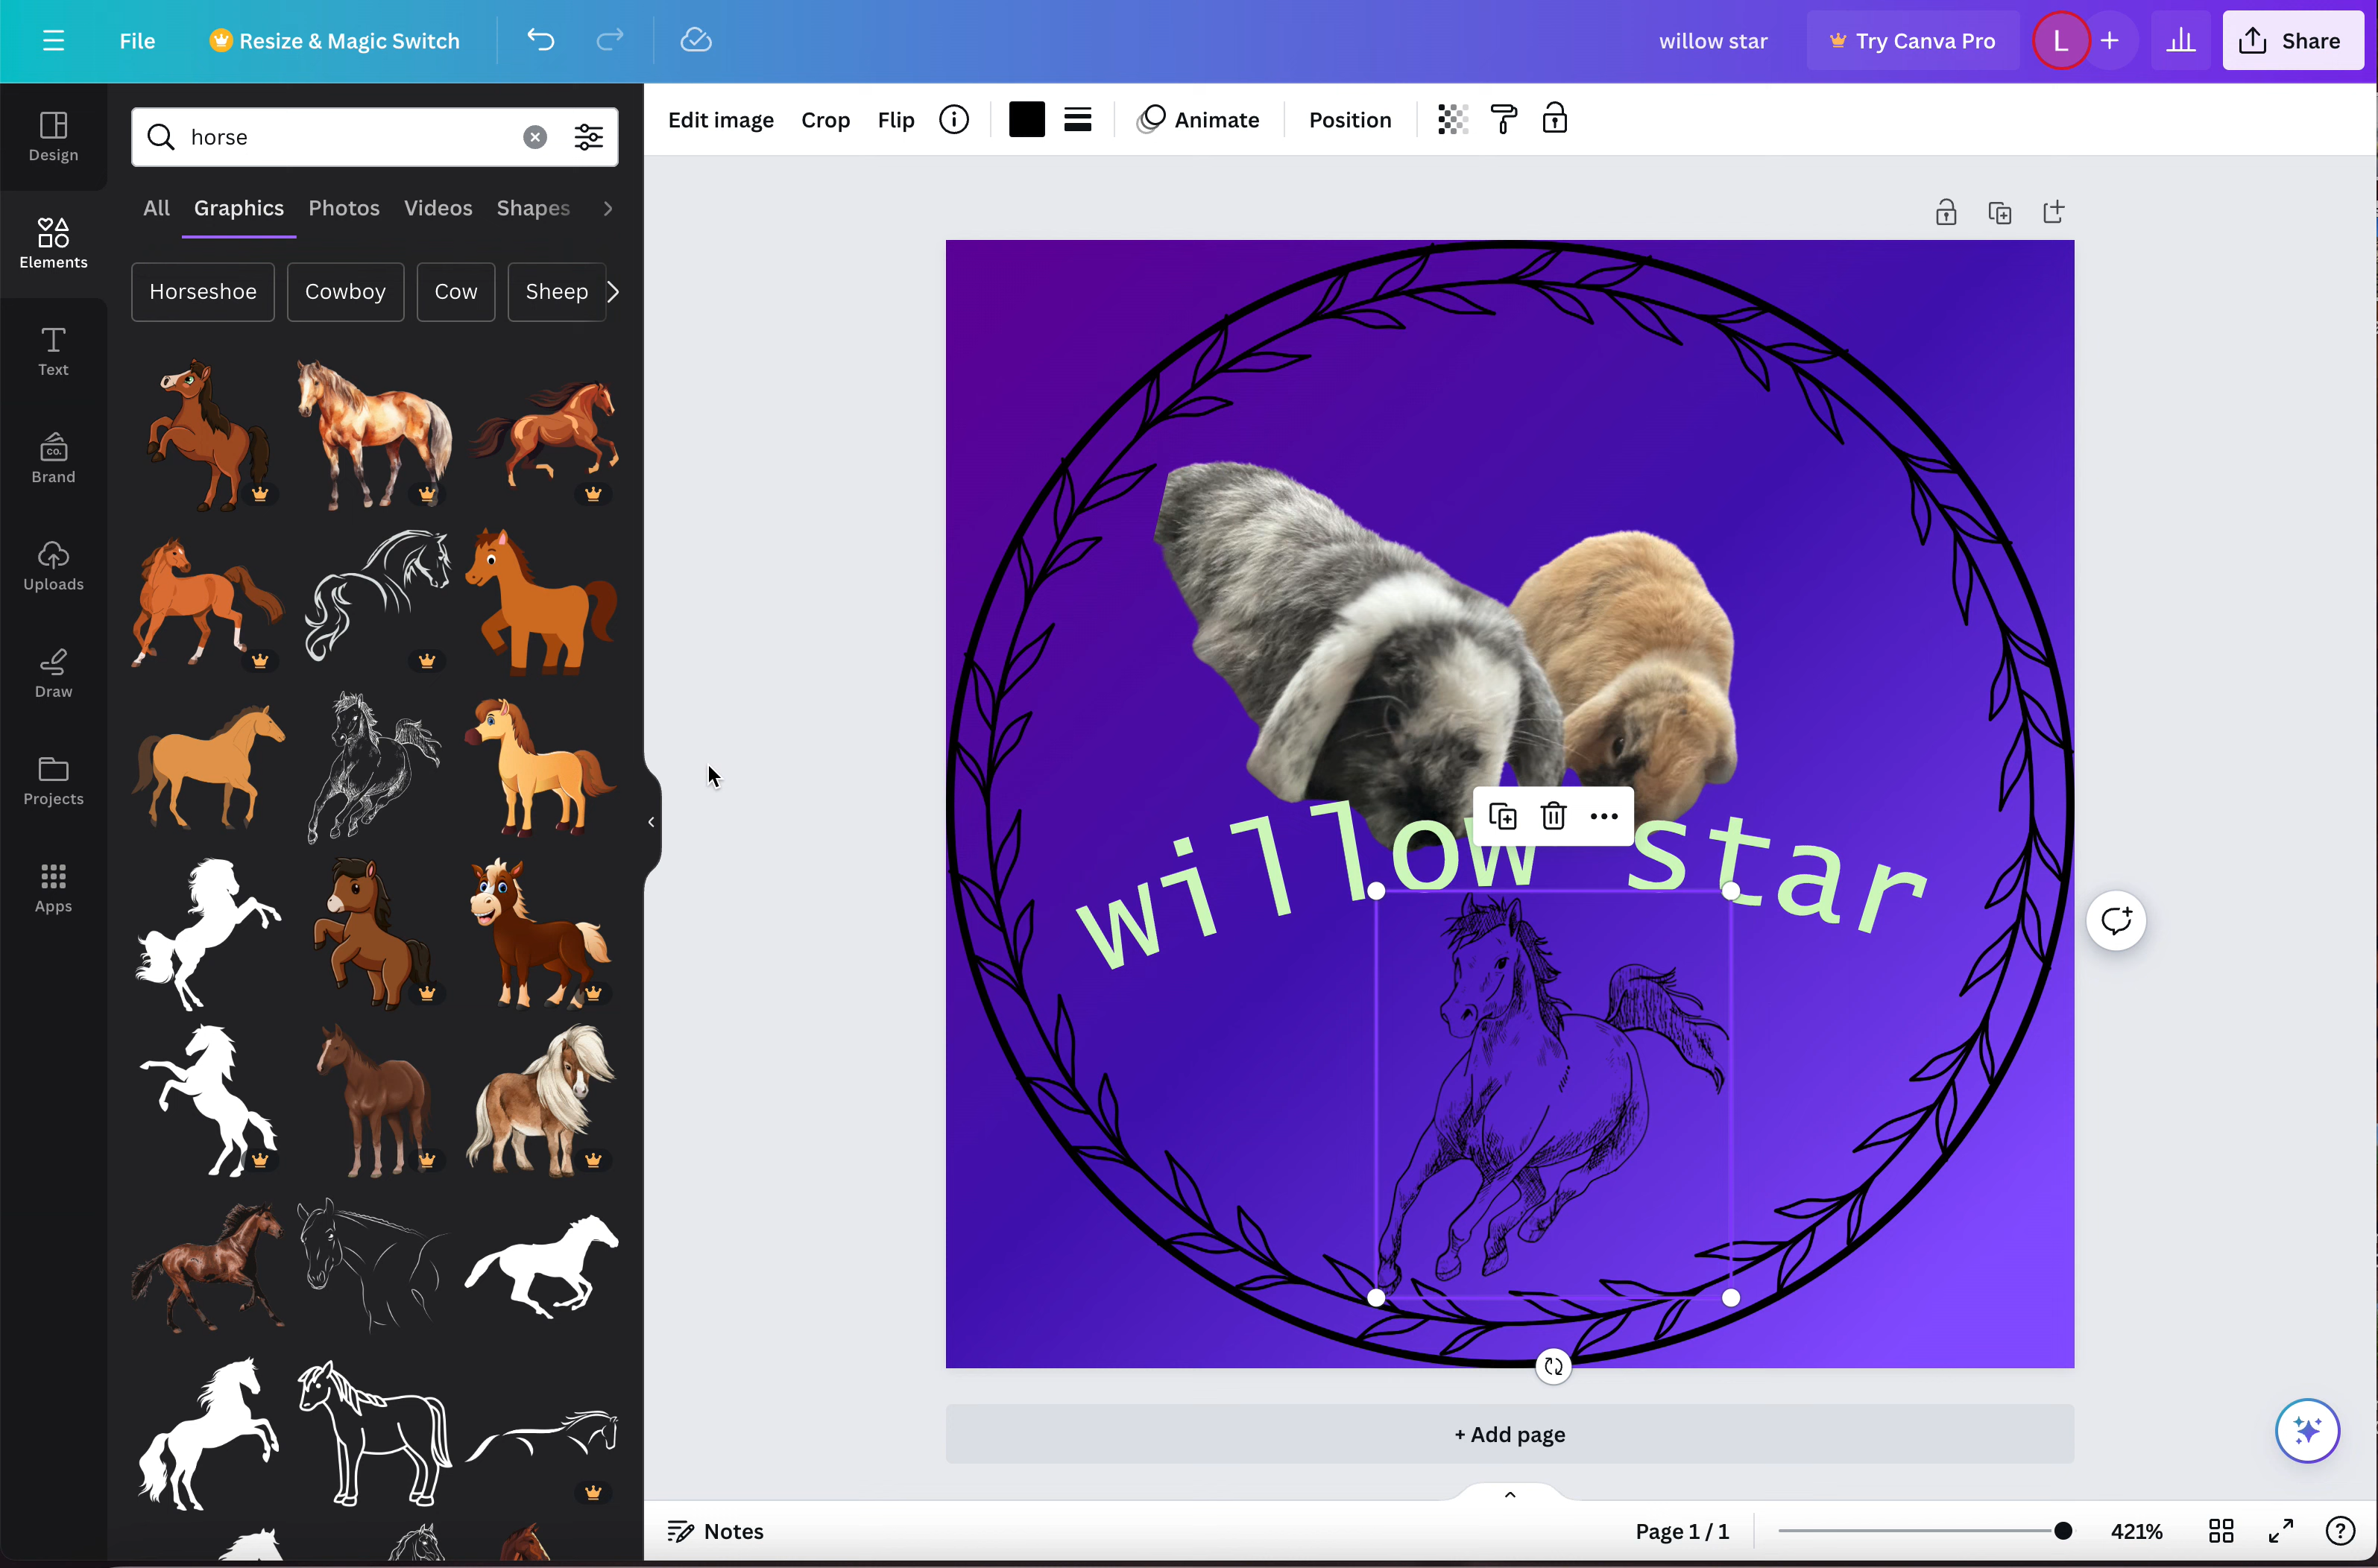 File
Resize & Magic Switch
willow star
Try Canva Pro
L
Share
Design
Elements
Text
CO.
Brand
Uploads
Draw
Projects
Apps
horse
All Graphics Photos Videos Shapes
Horseshoe Cowboy Cow Sheep
Edit image Crop Flip Animate Position
willow star
+ Add page
Notes
Page 1 / 1
421%